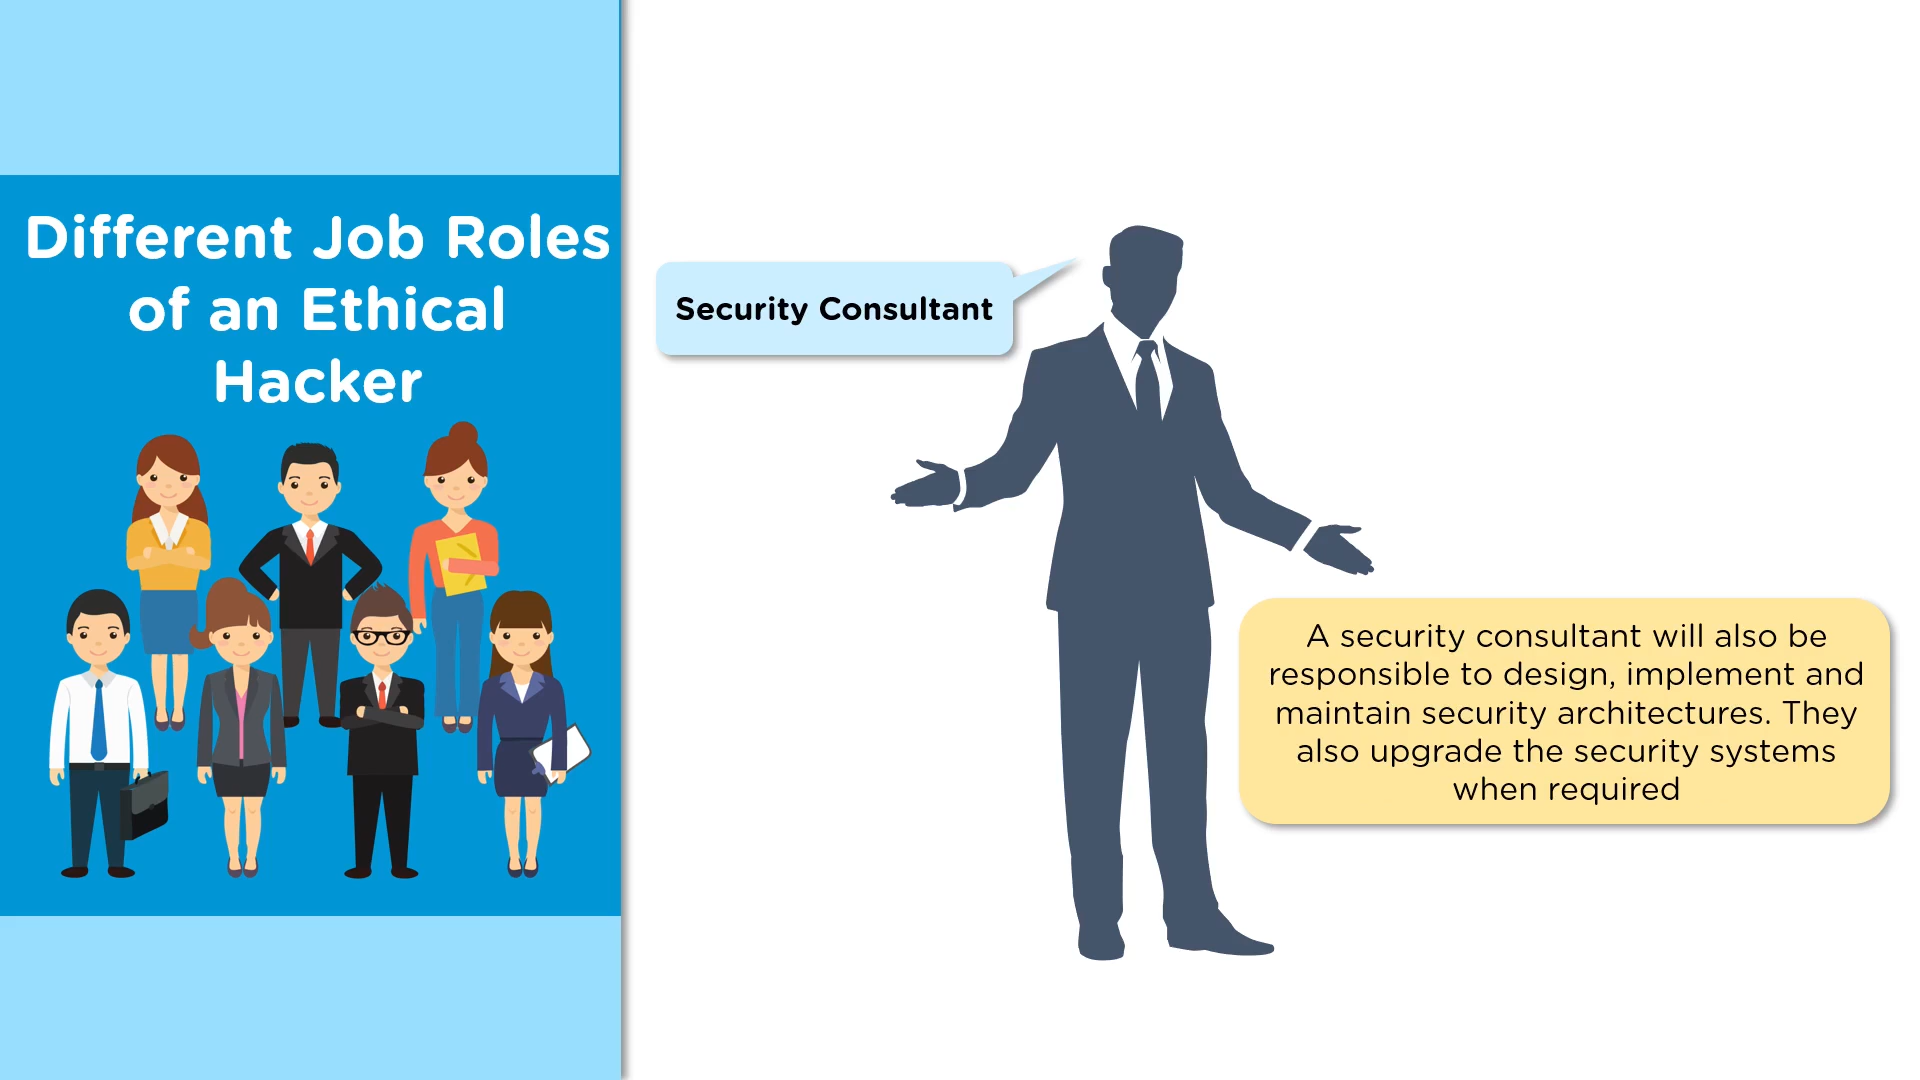 Different Job Roles
of an Ethical
Hacker
Security Consultant
A security consultant will also be
responsible to design, implement and
maintain security architectures. They
also upgrade the security systems
when required